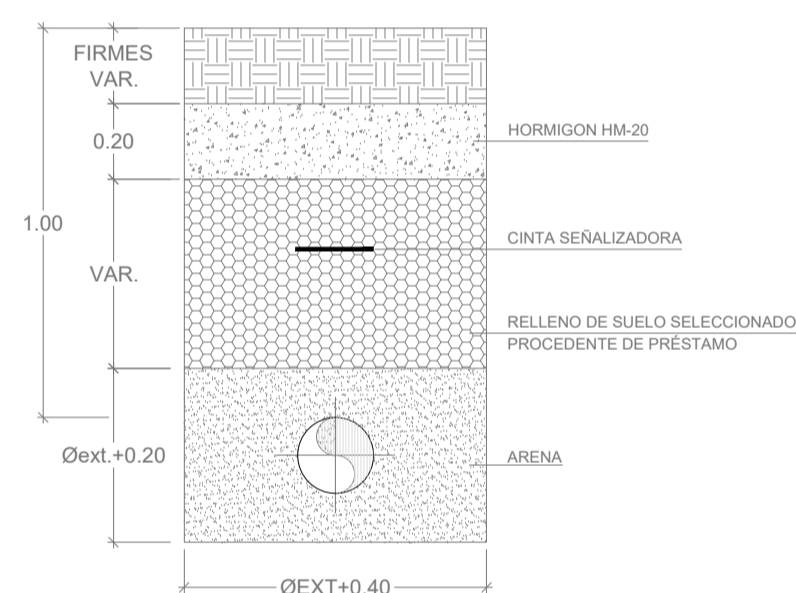 FIRMES
VAR.
0.20
HORMIGON HM-20
1.00
CINTA SEÑALIZADORA
VAR.
RELLENO DE SUELO SELECCIONADO
PROCEDENTE DE PRÉSTAMO
Øext.+0.20
ARENA
ØEXT+0.40